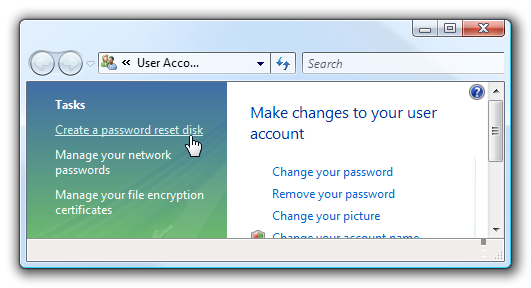 « User Acco...
Search
Tasks
Create a password reset disk
Manage your network
passwords
Manage your file encryption
certificates
Make changes to your user
account
Change your password
Remove your password
Change your picture
Change your account name